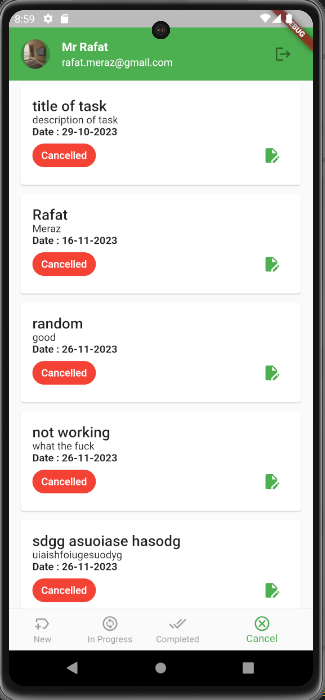 8:59
DEBUG
Mr Rafat
rafat.meraz@gmail.com
title of task
description of task
Date : 29-10-2023
Cancelled
Rafat
Meraz
Date : 16-11-2023
Cancelled
random
good
Date : 26-11-2023
Cancelled
not working
what the fuck
Date : 26-11-2023
Cancelled
sdgg asuoiase hasodg
uiaishfoiugesuodyg
Date : 26-11-2023
Cancelled
New
In Progress
Completed
Cancel